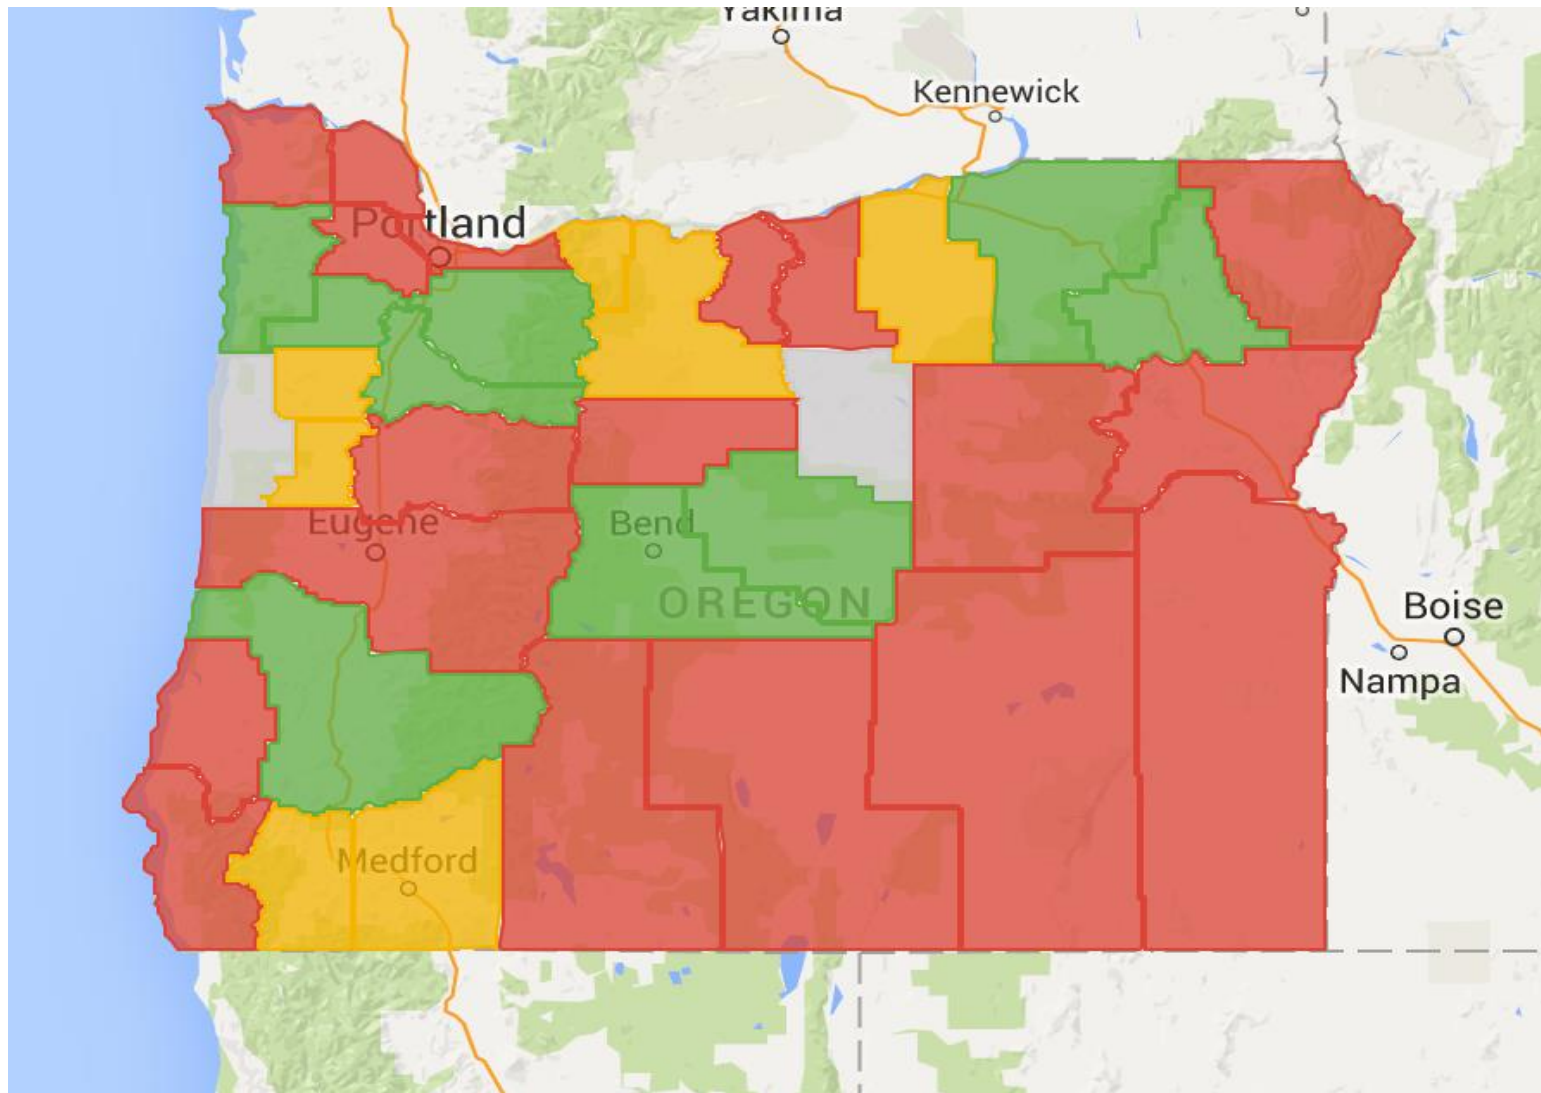 Yakima
Kennewick
Portland
Eugene
Bend
OREGON
Boise
Nampa
Medford